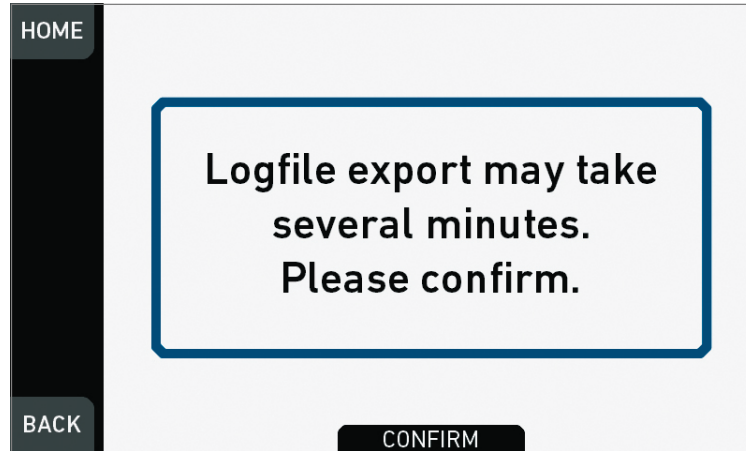 HOME
Logfile export may take
several minutes.
Please confirm.
BACK
CONFIRM